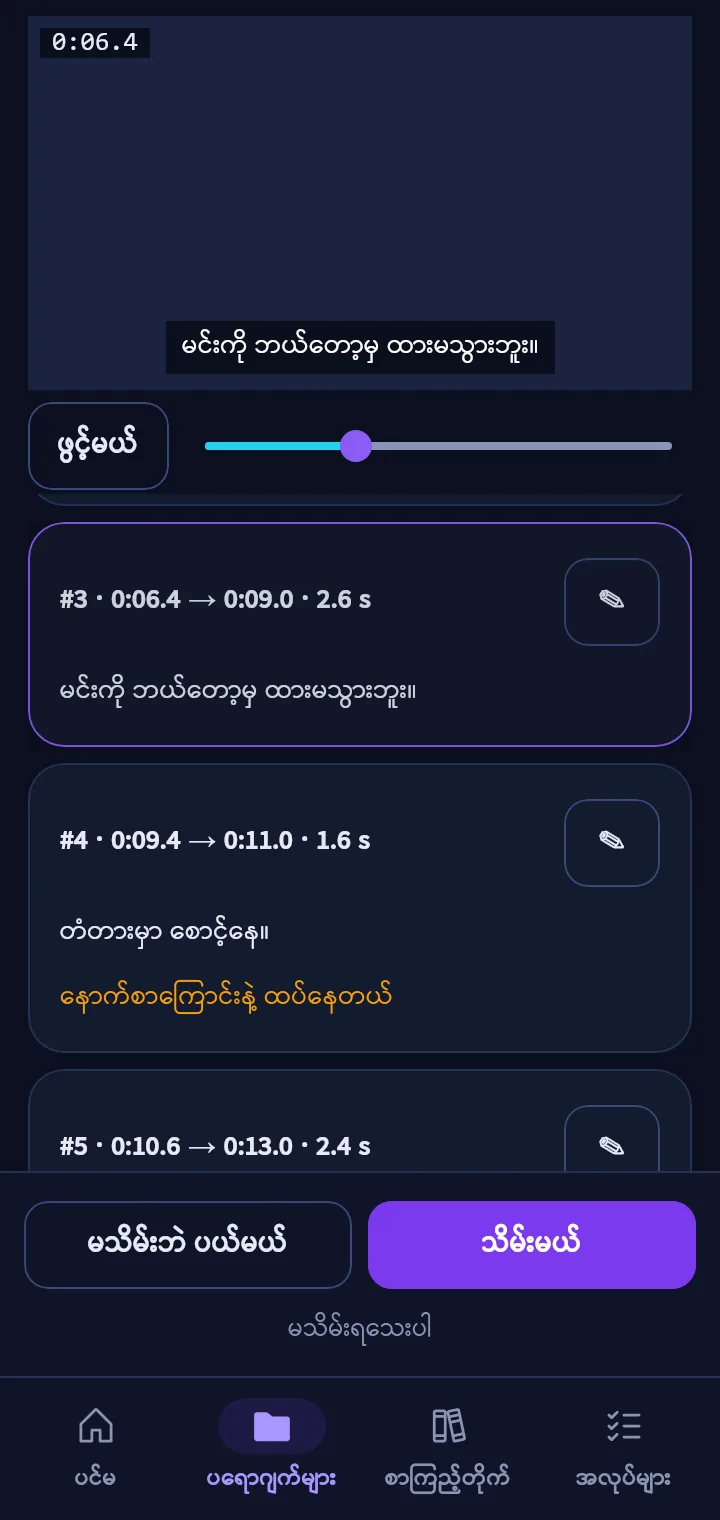 0:06.4
မင်းကို ဘယ်တော့မှ ထားမသွားဘူး။
ဖွင့်မယ်
#3 · 0:06.4 → 0:09.0 · 2.6 s
မင်းကို ဘယ်တော့မှ ထားမသွားဘူး။
#4 · 0:09.4 → 0:11.0 · 1.6 s
တံတားမှာ စောင့်နေ။
နောက်စာကြောင်းနဲ့ ထပ်နေတယ်
#5 · 0:10.6 → 0:13.0 · 2.4 s
မသိမ်းဘဲ ပယ်မယ်
သိမ်းမယ်
မသိမ်းရသေးပါ
ပင်မ
ပရောဂျက်များ
စာကြည့်တိုက်
အလုပ်များ